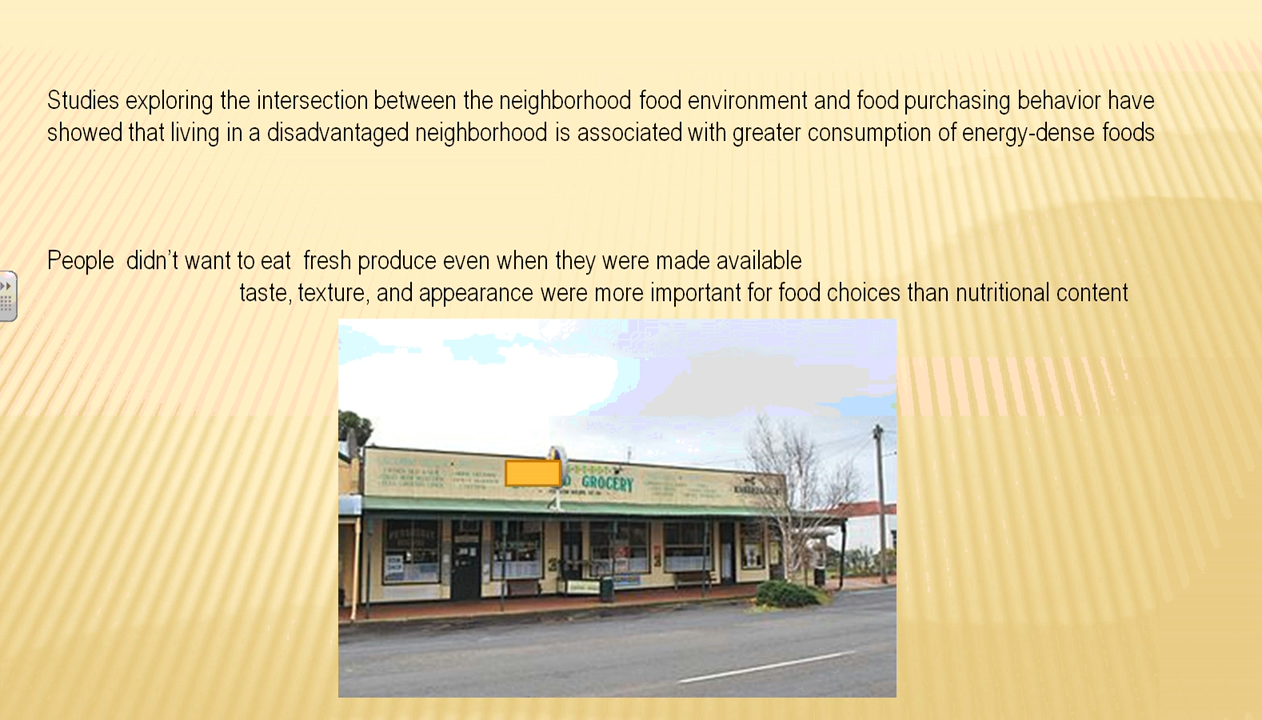 Studies exploring the intersection between the neighborhood food environment and food purchasing behavior have
showed that living in a disadvantaged neighborhood is associated with greater consumption of energy-dense foods
People didn't want to eat fresh produce even when they were made available
taste, texture, and appearance were more important for food choices than nutritional content
GROCERY